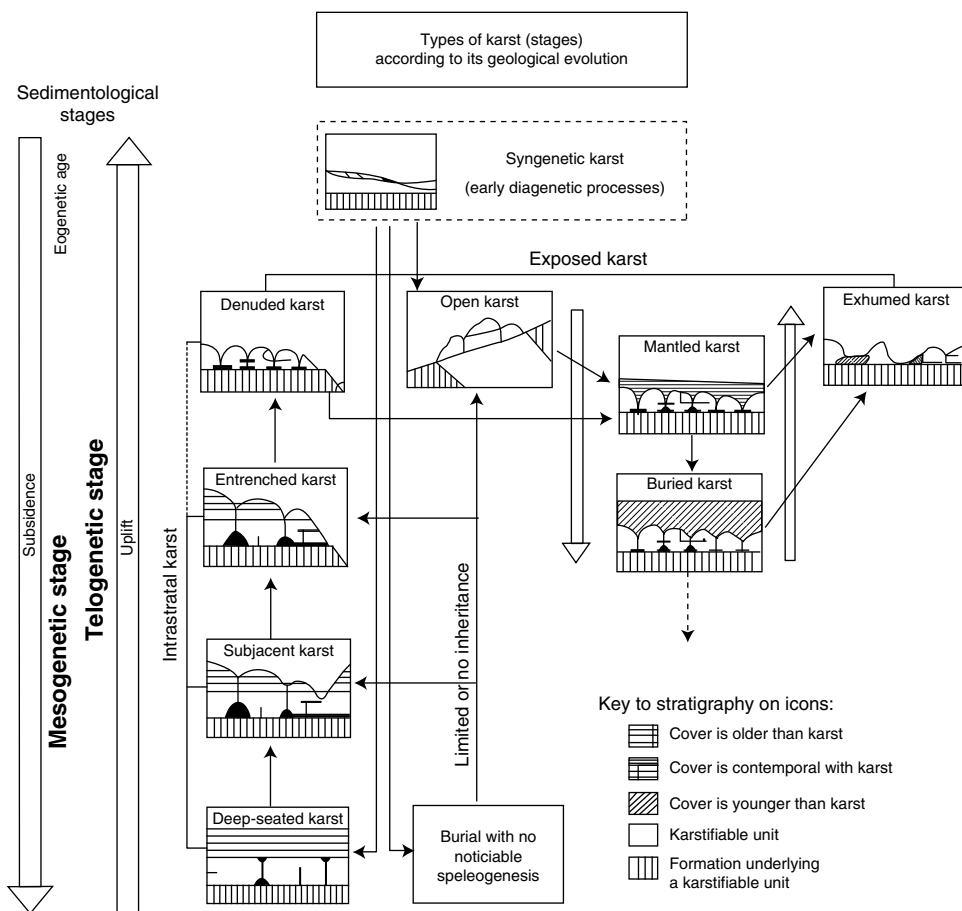 Types of karst (stages)
according to its geological evolution
Sedimentological
stages
Syngenetic karst
(early diagenetic processes)
Eogenetic age
Exposed karst
Denuded karst
Open karst
Exhumed karst
Mantled karst
Entrenched karst
Buried karst
Subsidence
Mesogenetic stage
Telogenetic stage
Uplift
Intrastratal karst
Limited or no inheritance
Subjacent karst
Deep-seated karst
Burial with no
noticiable
speleogenesis
Key to stratigraphy on icons:
Cover is older than karst
Cover is contemporal with karst
Cover is younger than karst
Karstifiable unit
Formation underlying
a karstifiable unit